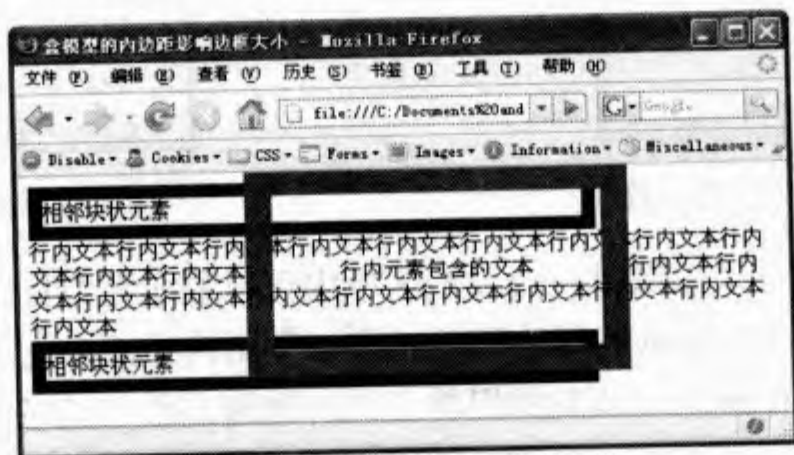 盒模型的内边距影响边框大小 - Mozilla Firefox
文件 (F) 编辑 (E) 查看 (V) 历史 (S) 书签 (B) 工具 (T) 帮助 (H)
file:///C:/Documents%20and Google
Disable Cookies CSS Forms Images Information Miscellaneous
相邻块状元素
行内文本行内文本行内 本行内文本行内文本行内文本行内 行内文本行内
文本行内文本行内文本 行内元素包含的文本 行内文本行内
文本行内文本行内文本 行内文本行内文本行内文本行内文本行 内文本行内文本
行内文本
相邻块状元素